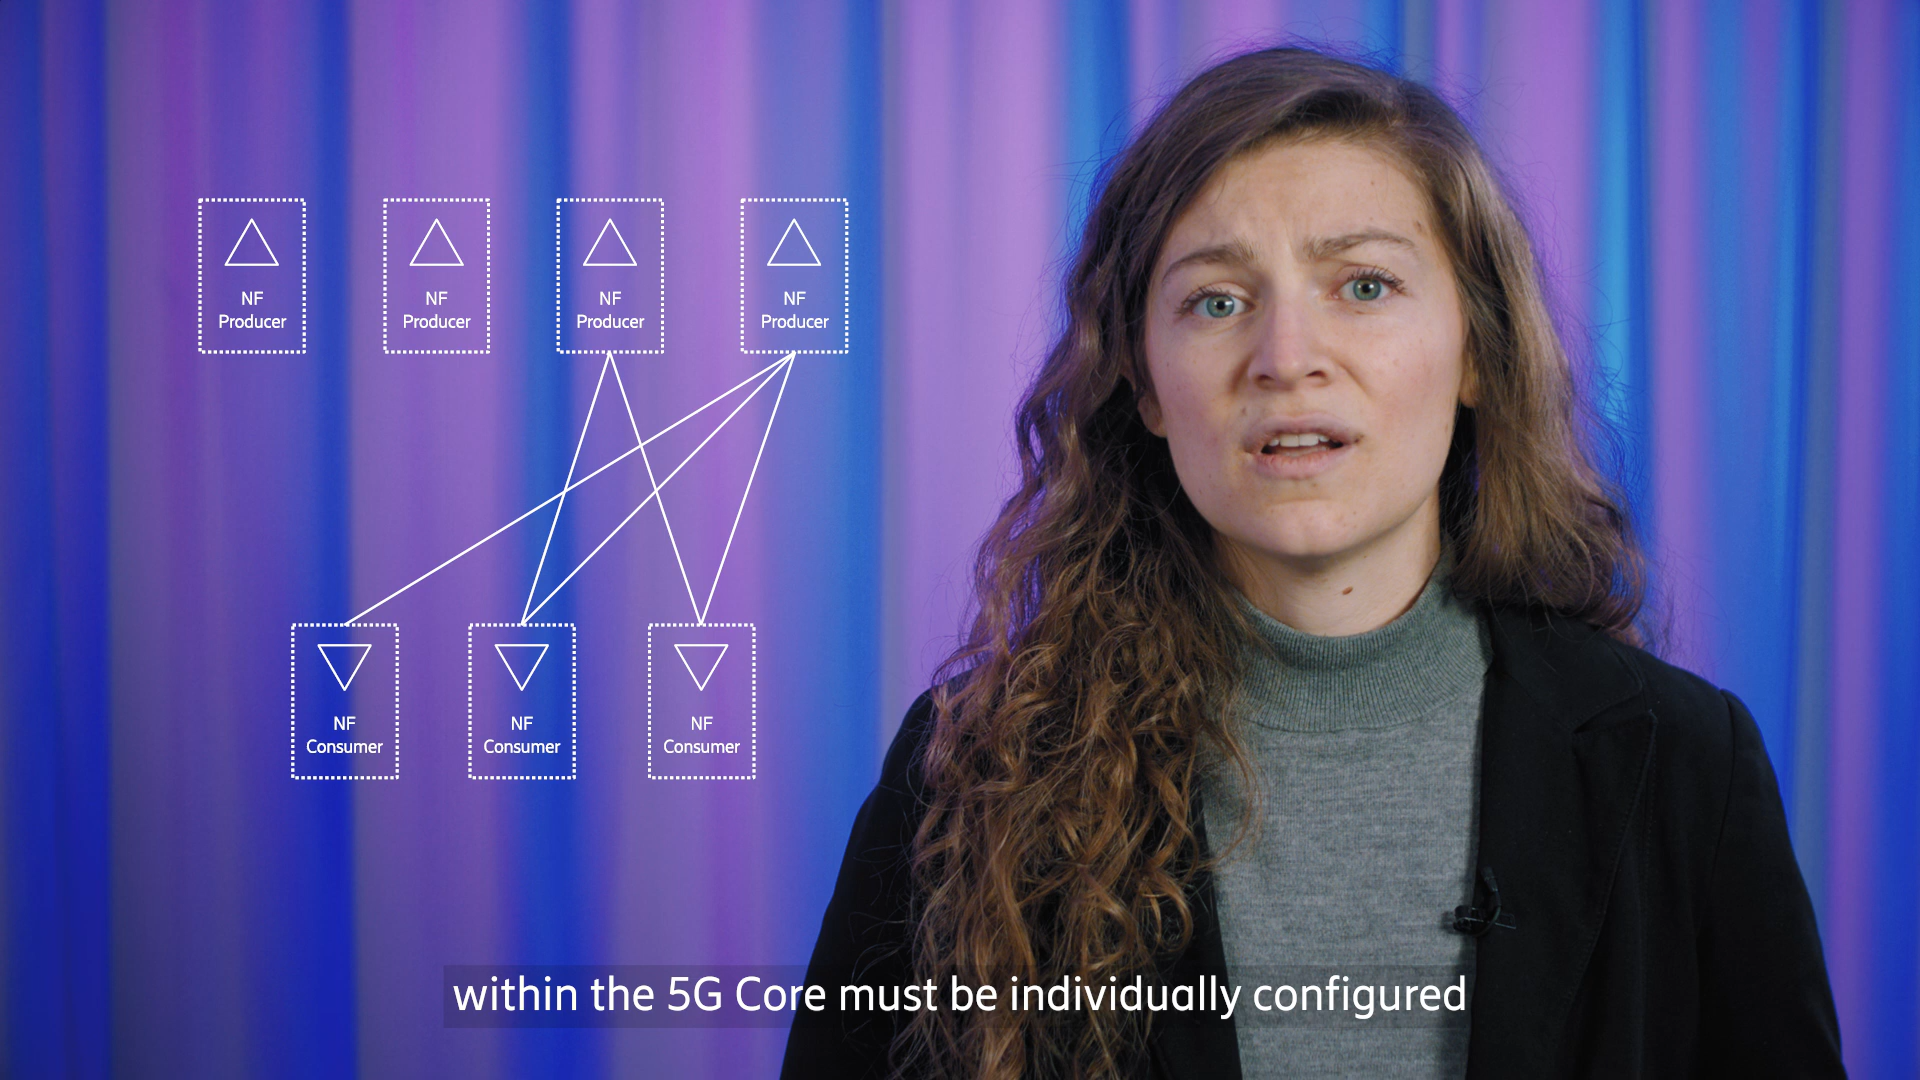 NF
Producer
NF
Producer
NF
Producer
NF
Producer
NF
Consumer
NF
Consumer
NF
Consumer
within the 5G Core must be individually configured